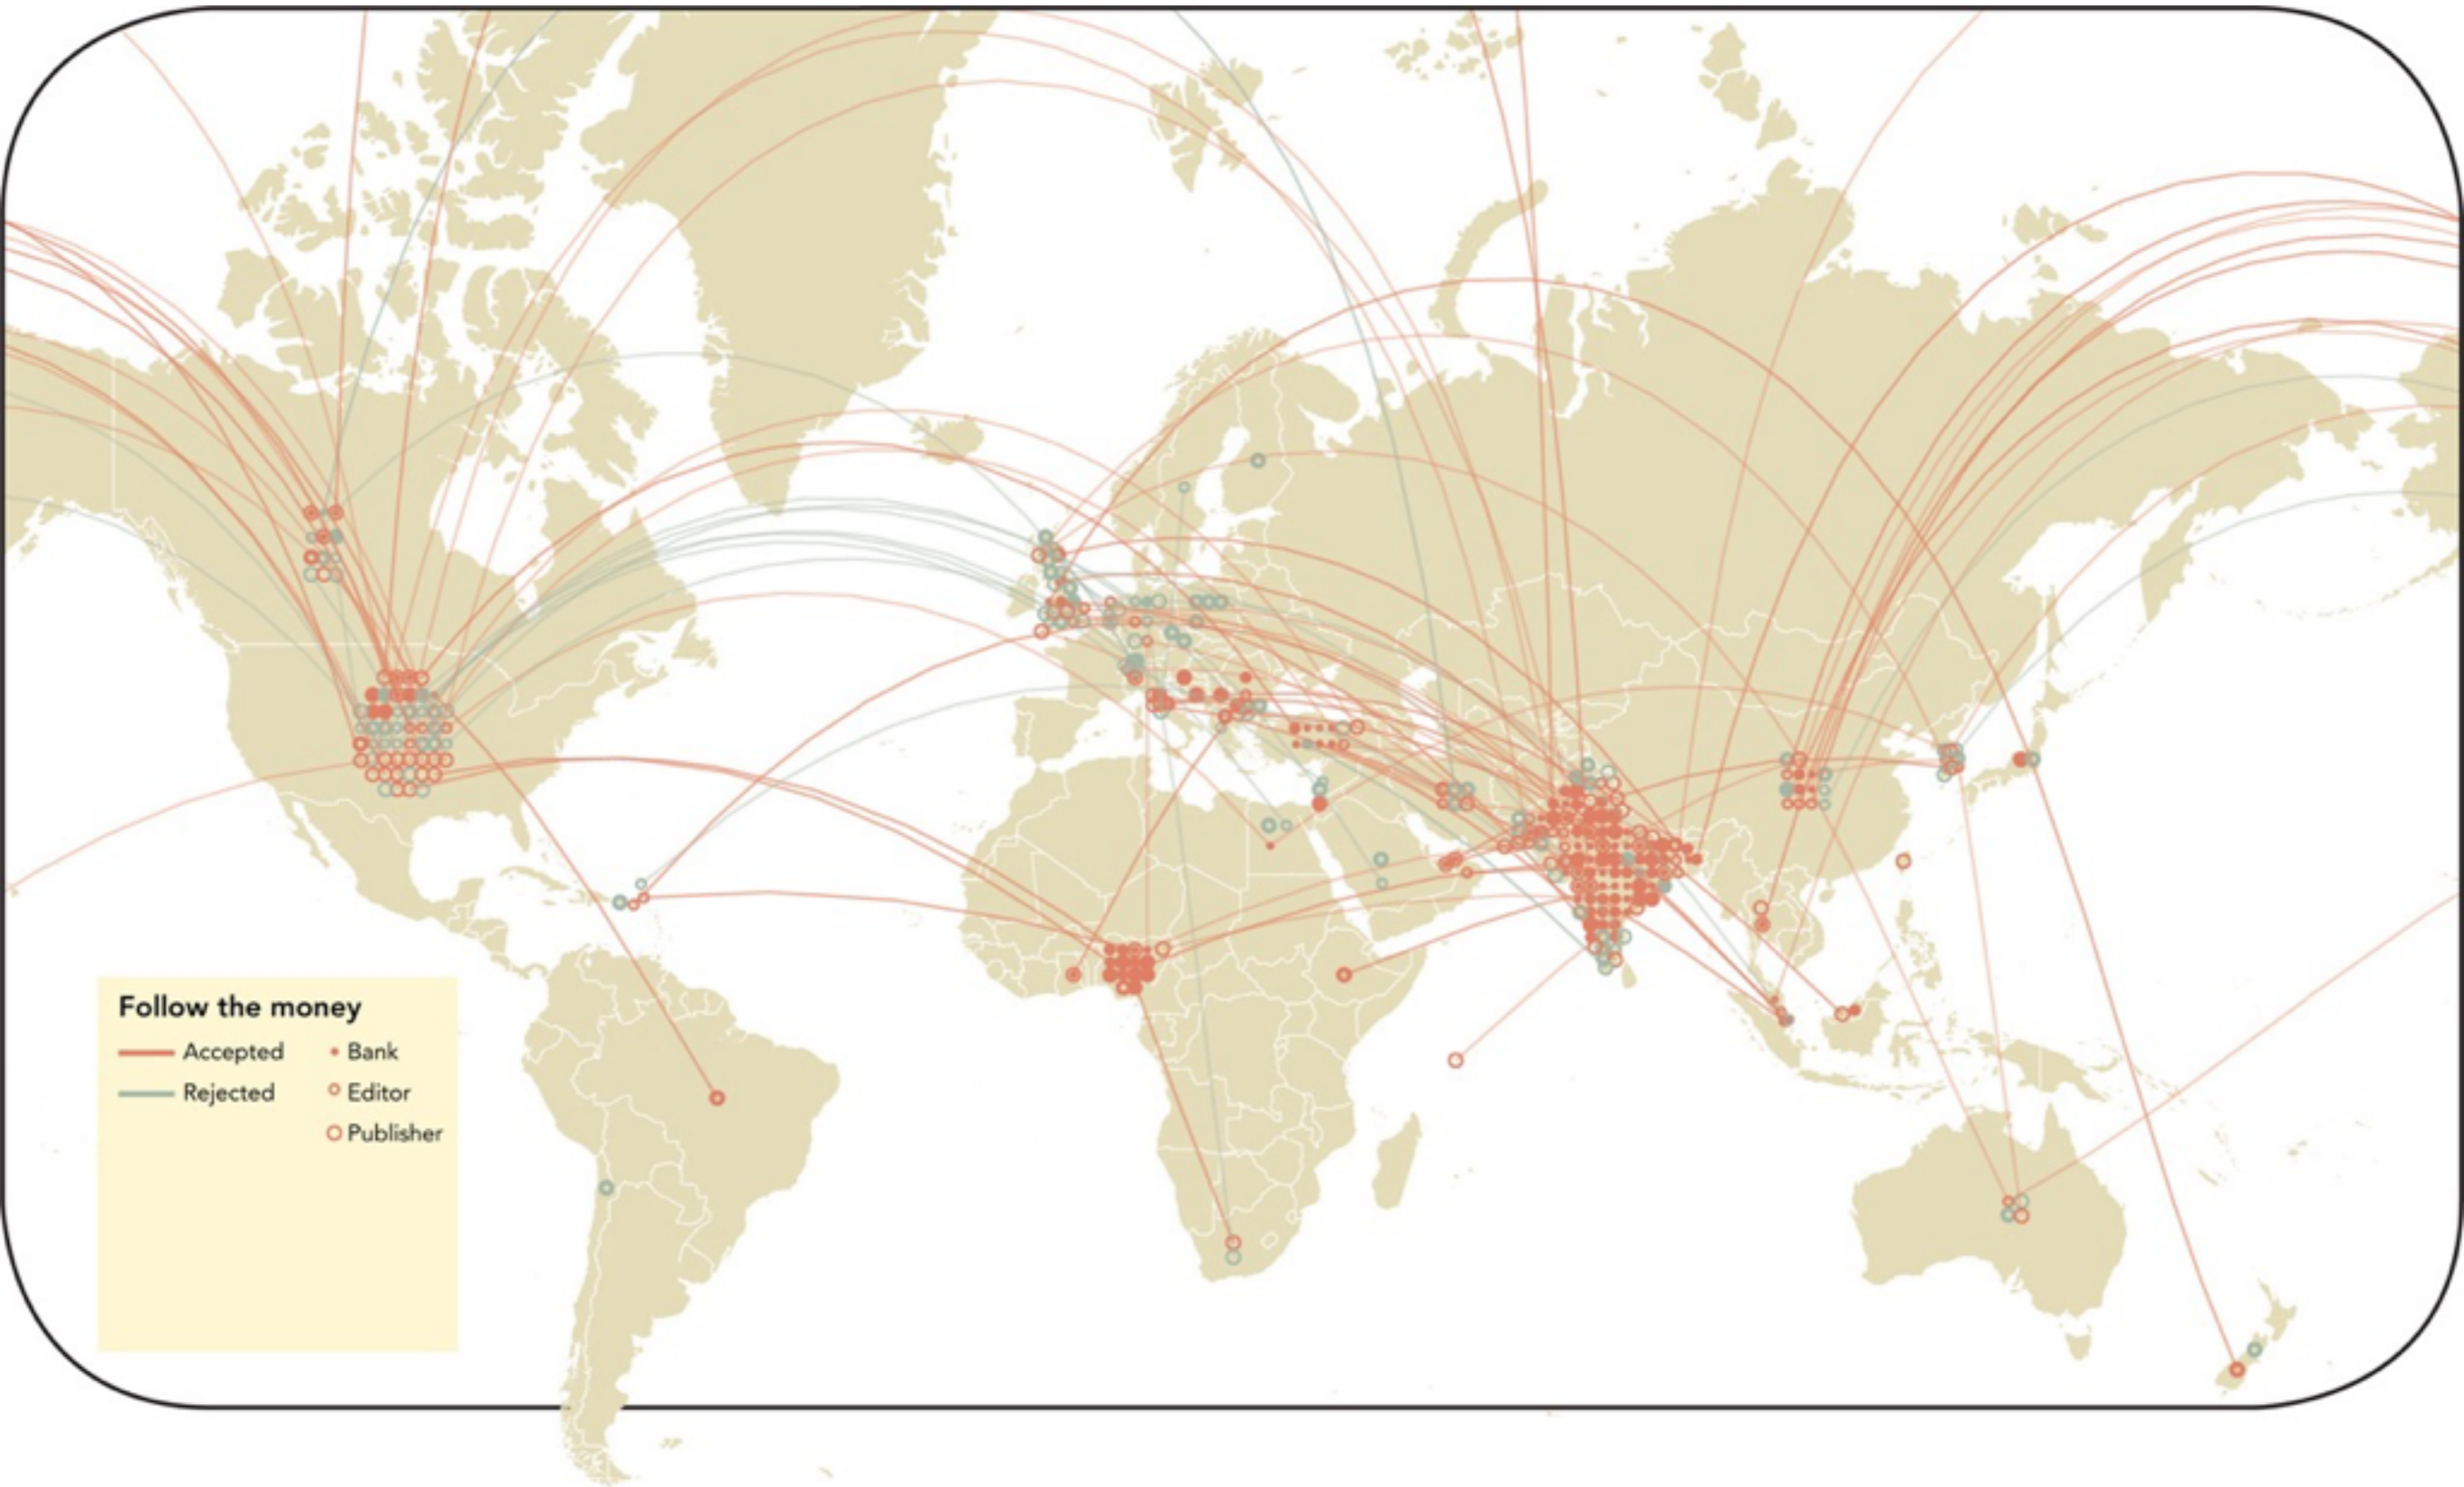 Follow the money
Accepted
Bank
Rejected
Editor
Publisher